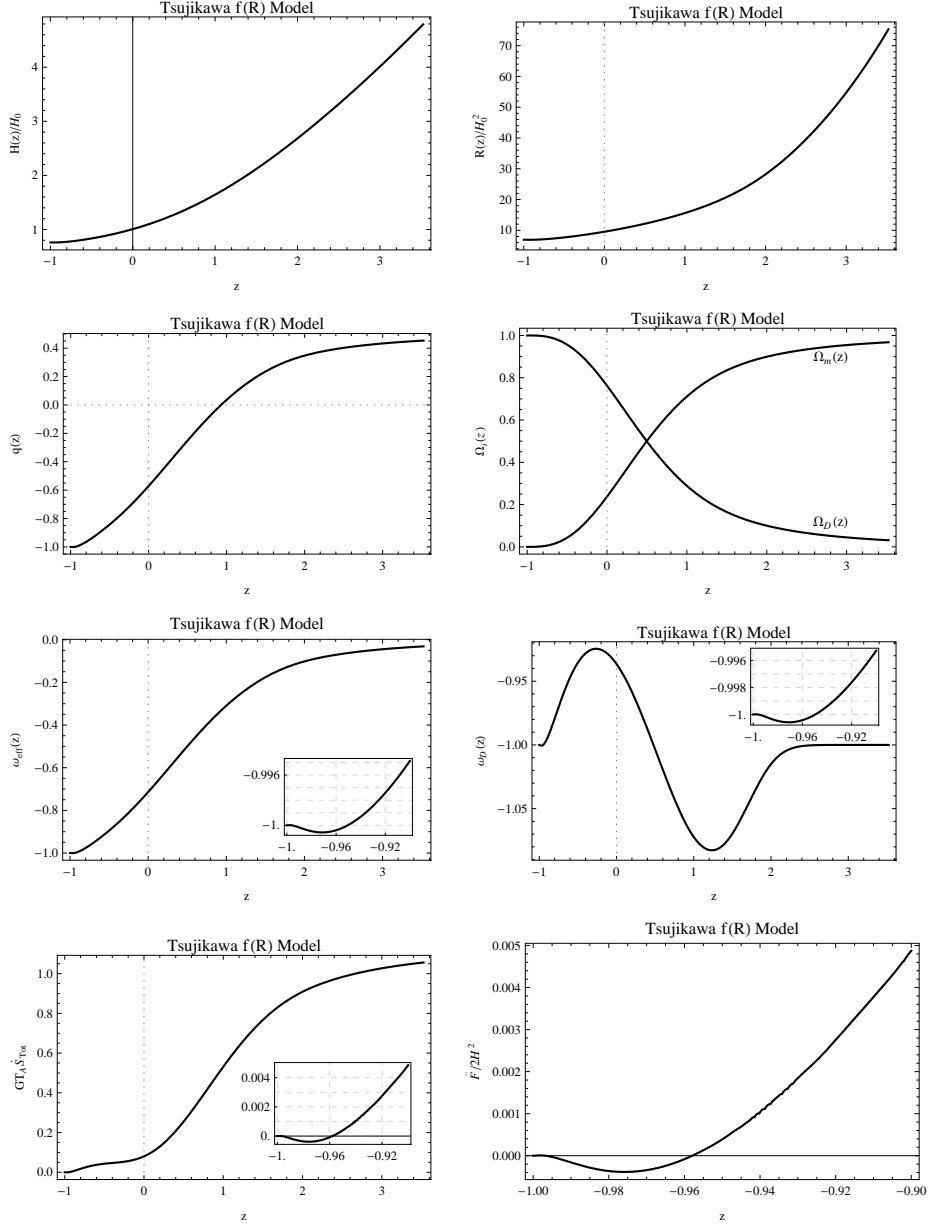 Tsujikawa f(R) Model
H(z)/H0
4
3
2
1
−1 0 1 2 3
z
Tsujikawa f(R) Model
R(z)/H0^2
70
60
50
40
30
20
10
−1 0 1 2 3
z
Tsujikawa f(R) Model
q(z)
0.4
0.2
0.0
−0.2
−0.4
−0.6
−0.8
−1.0
−1 0 1 2 3
z
Tsujikawa f(R) Model
Ωi(z)
1.0
0.8
0.6
0.4
0.2
0.0
Ωm(z)
ΩD(z)
−1 0 1 2 3
z
Tsujikawa f(R) Model
ωeff(z)
0.0
−0.2
−0.4
−0.6
−0.8
−1.0
−0.996
−1.
−1. −0.96 −0.92
−1 0 1 2 3
z
Tsujikawa f(R) Model
ωD(z)
−0.95
−1.00
−1.05
−0.996
−0.998
−1.
−1. −0.96 −0.92
−1 0 1 2 3
z
Tsujikawa f(R) Model
GTAṠTot
1.0
0.8
0.6
0.4
0.2
0.0
0.004
0.002
0.
−1. −0.96 −0.92
−1 0 1 2 3
z
Tsujikawa f(R) Model
F̈/2H^2
0.005
0.004
0.003
0.002
0.001
0.000
−1.00 −0.98 −0.96 −0.94 −0.92 −0.90
z